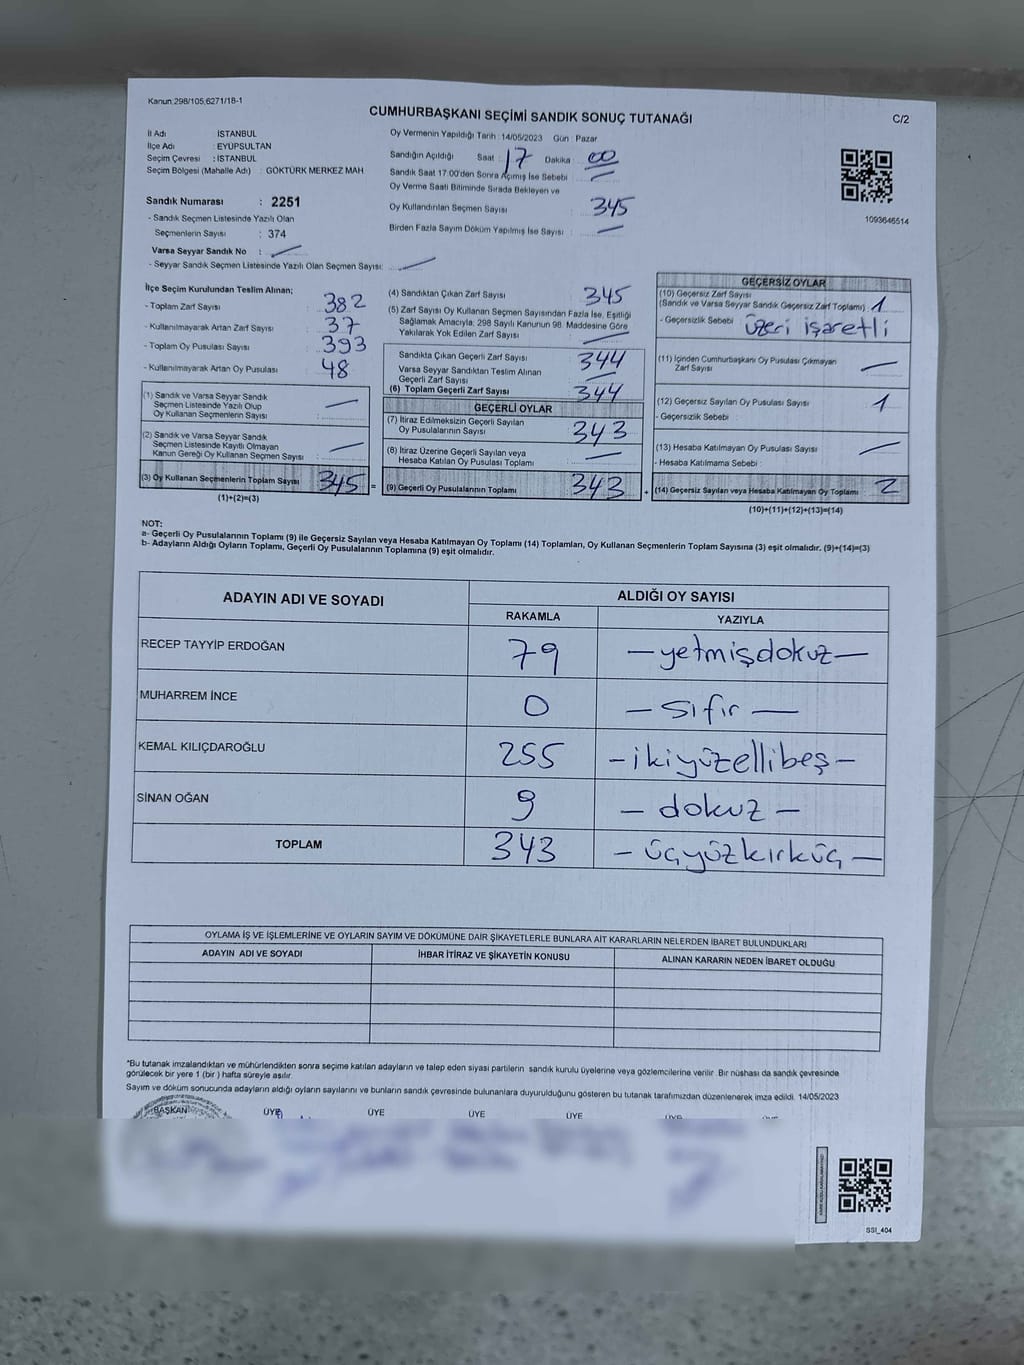 Kanun:298/105,6271/18-1
CUMHURBAŞKANI SEÇİMİ SANDIK SONUÇ TUTANAĞI
C/2
İl Adı : İSTANBUL
İlçe Adı : EYÜPSULTAN
Seçim Çevresi : İSTANBUL
Seçim Bölgesi (Mahalle Adı) : GÖKTÜRK MERKEZ MAH
Sandık Numarası : 2251
- Sandık Seçmen Listesinde Yazılı Olan
Seçmenlerin Sayısı : 374
Varsa Seyyar Sandık No :
- Seyyar Sandık Seçmen Listesinde Yazılı Olan Seçmen Sayısı:
Oy Vermenin Yapıldığı Tarih : 14/05/2023 Gün : Pazar
Sandığın Açıldığı Saat : 17 Dakika : 00
Sandık Saat 17:00'den Sonra Açılmış İse Sebebi :
Oy Verme Saati Bitiminde Sırada Bekleyen ve
Oy Kullandırılan Seçmen Sayısı : 345
Birden Fazla Sayım Döküm Yapılmış İse Sayısı :
1093646514
İlçe Seçim Kurulundan Teslim Alınan;
- Toplam Zarf Sayısı : 382
- Kullanılmayarak Artan Zarf Sayısı : 37
- Toplam Oy Pusulası Sayısı : 393
- Kullanılmayarak Artan Oy Pusulası : 48
(1) Sandık ve Varsa Seyyar Sandık
Seçmen Listesinde Yazılı Olup
Oy Kullanan Seçmenlerin Sayısı :
(2) Sandık ve Varsa Seyyar Sandık
Seçmen Listesinde Kayıtlı Olmayan
Kanun Gereği Oy Kullanan Seçmen Sayısı :
(3) Oy Kullanan Seçmenlerin Toplam Sayısı : 345 =
(1)+(2)=(3)
(4) Sandıktan Çıkan Zarf Sayısı : 345
(5) Zarf Sayısı Oy Kullanan Seçmen Sayısından Fazla İse, Eşitliği
Sağlamak Amacıyla; 298 Sayılı Kanunun 98. Maddesine Göre
Yakılarak Yok Edilen Zarf Sayısı :
Sandıkta Çıkan Geçerli Zarf Sayısı : 344
Varsa Seyyar Sandıktan Teslim Alınan
Geçerli Zarf Sayısı :
(6) Toplam Geçerli Zarf Sayısı : 344
GEÇERLİ OYLAR
(7) İtiraz Edilmeksizin Geçerli Sayılan
Oy Pusulalarının Sayısı : 343
(8) İtiraz Üzerine Geçerli Sayılan veya
Hesaba Katılan Oy Pusulası Toplamı :
(9) Geçerli Oy Pusulalarının Toplamı : 343 +
GEÇERSİZ OYLAR
(10) Geçersiz Zarf Sayısı
(Sandık ve Varsa Seyyar Sandık Geçersiz Zarf Toplamı) : 1
- Geçersizlik Sebebi : Üzeri işaretli
(11) İçinden Cumhurbaşkanı Oy Pusulası Çıkmayan
Zarf Sayısı :
(12) Geçersiz Sayılan Oy Pusulası Sayısı : 1
- Geçersizlik Sebebi :
(13) Hesaba Katılmayan Oy Pusulası Sayısı :
- Hesaba Katılmama Sebebi :
(14) Geçersiz Sayılan veya Hesaba Katılmayan Oy Toplamı : 2
(10)+(11)+(12)+(13)=(14)
NOT:
a- Geçerli Oy Pusulalarının Toplamı (9) ile Geçersiz Sayılan veya Hesaba Katılmayan Oy Toplamı (14) Toplamları, Oy Kullanan Seçmenlerin Toplam Sayısına (3) eşit olmalıdır. (9)+(14)=(3)
b- Adayların Aldığı Oyların Toplamı, Geçerli Oy Pusulalarının Toplamına (9) eşit olmalıdır.
ADAYIN ADI VE SOYADI ALDIĞI OY SAYISI
RAKAMLA YAZIYLA
RECEP TAYYİP ERDOĞAN 79 — yetmişdokuz —
MUHARREM İNCE 0 — sıfır —
KEMAL KILIÇDAROĞLU 255 — ikiyüzellibeş —
SİNAN OĞAN 9 — dokuz —
TOPLAM 343 — üçyüzkırküç —
OYLAMA İŞ VE İŞLEMLERİNE VE OYLARIN SAYIM VE DÖKÜMÜNE DAİR ŞİKAYETLERLE BUNLARA AİT KARARLARIN NELERDEN İBARET BULUNDUKLARI
ADAYIN ADI VE SOYADI İHBAR İTİRAZ VE ŞİKAYETİN KONUSU ALINAN KARARIN NEDEN İBARET OLDUĞU
*Bu tutanak imzalandıktan ve mühürlendikten sonra seçime katılan adayların ve talep eden siyasi partilerin sandık kurulu üyelerine veya gözlemcilerine verilir. Bir nüshası da sandık çevresinde
görülecek bir yere 1 (bir ) hafta süreyle asılır.
Sayım ve döküm sonucunda adayların aldığı oyların sayılarını ve bunların sandık çevresinde bulunanlara duyurulduğunu gösteren bu tutanak tarafımızdan düzenlenerek imza edildi. 14/05/2023
BAŞKAN ÜYE ÜYE ÜYE ÜYE ÜYE
SSI_404